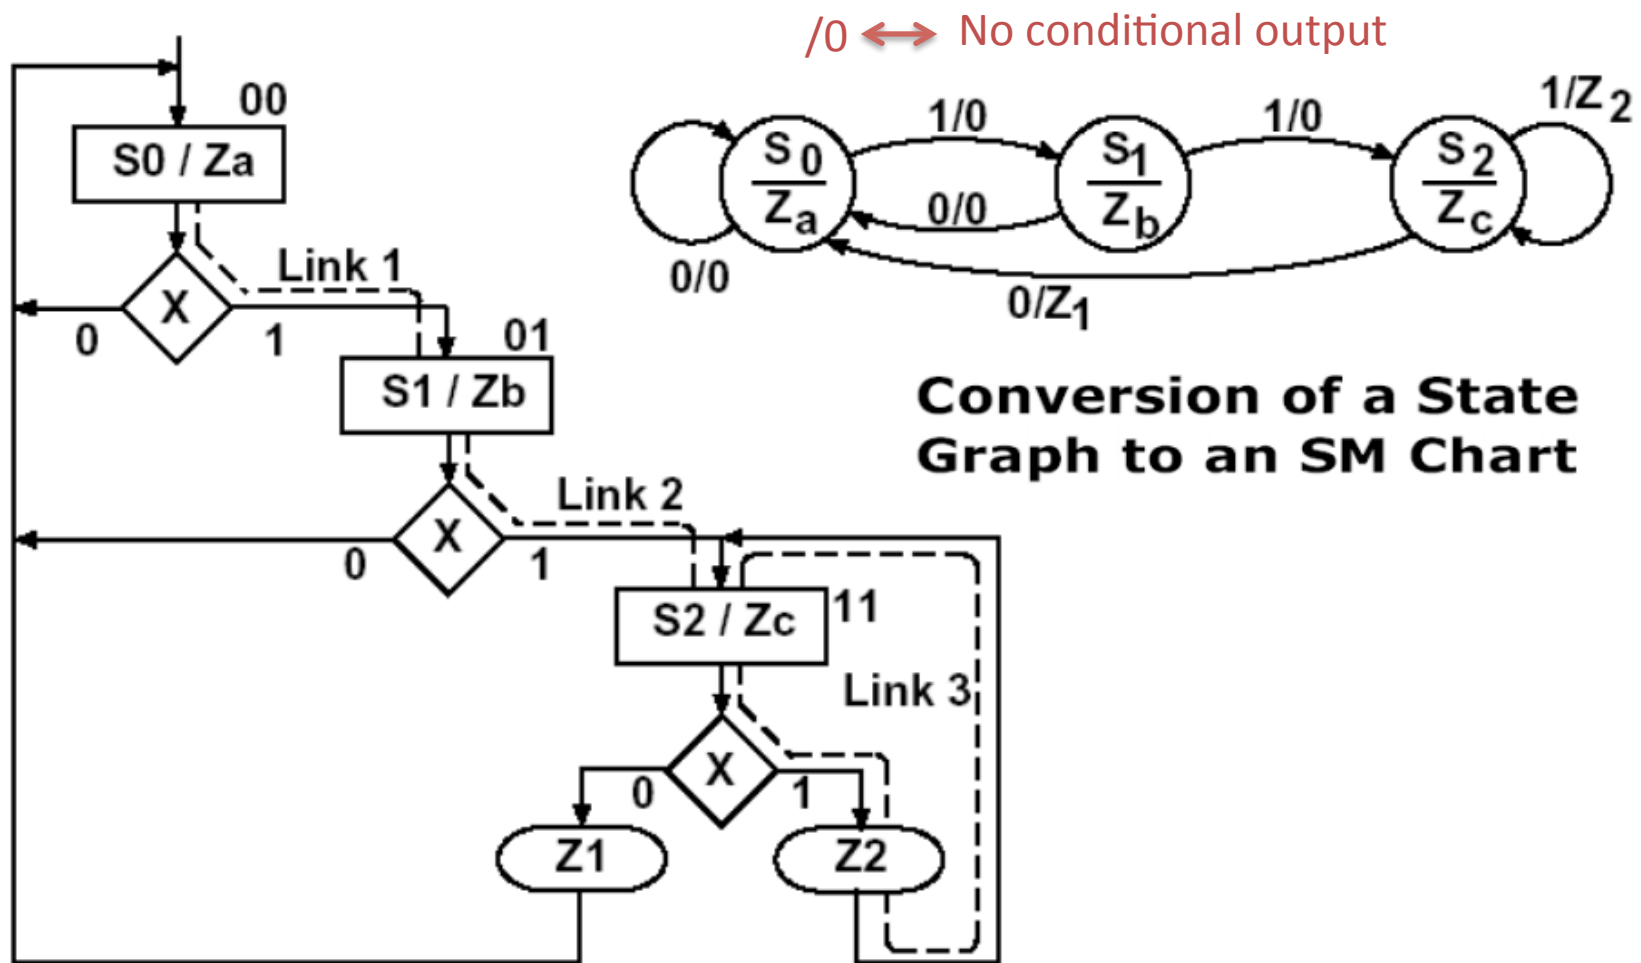 /0 ⟷ No conditional output
00
S0 / Za
X
0
1
Link 1
01
S1 / Zb
X
0
1
Link 2
S2 / Zc
11
Link 3
X
0
1
Z1
Z2
S0
Za
S1
Zb
S2
Zc
1/0
1/0
1/Z2
0/0
0/0
0/Z1
Conversion of a State
Graph to an SM Chart